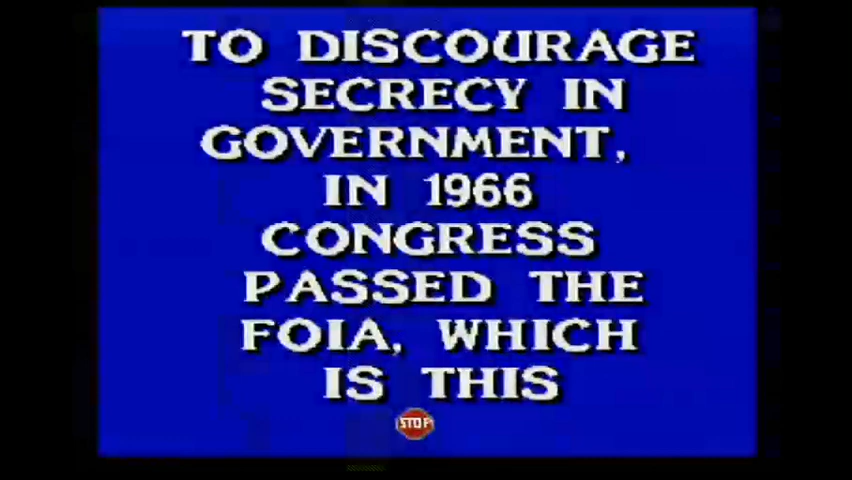 TO DISCOURAGE
SECRECY IN
GOVERNMENT,
IN 1966
CONGRESS
PASSED THE
FOIA, WHICH
IS THIS
STOP